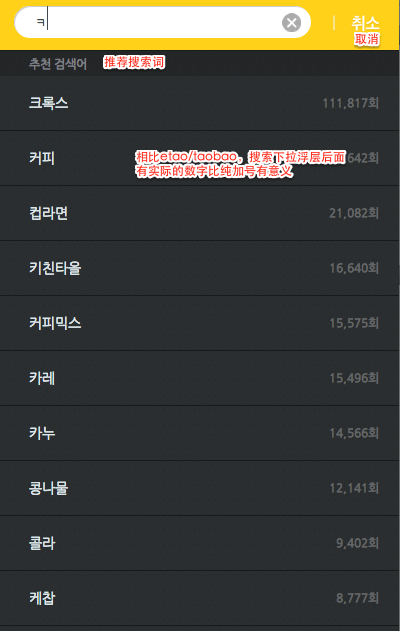 ㅋ 취소
取消
추천 검색어 推荐搜索词
크록스 111,817회
커피 642회
相比etao/taobao，搜索下拉浮层后面
有实际的数字比纯加号有意义
컵라면 21,082회
키친타올 16,640회
커피믹스 15,575회
카레 15,496회
카누 14,566회
콩나물 12,141회
콜라 9,402회
케찹 8,777회